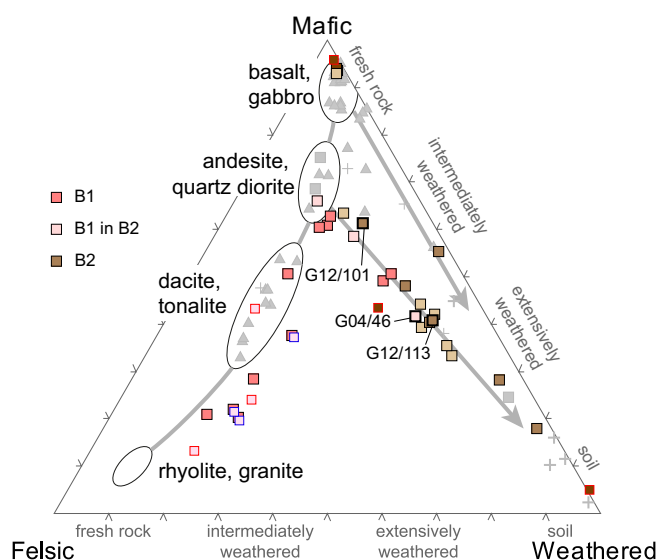 Mafic
basalt,
gabbro
fresh rock
andesite,
quartz diorite
intermediately
weathered
B1
B1 in B2
B2
G12/101
dacite,
tonalite
G04/46
G12/113
extensively
weathered
rhyolite, granite
soil
Felsic
fresh rock
intermediately
weathered
extensively
weathered
soil
Weathered